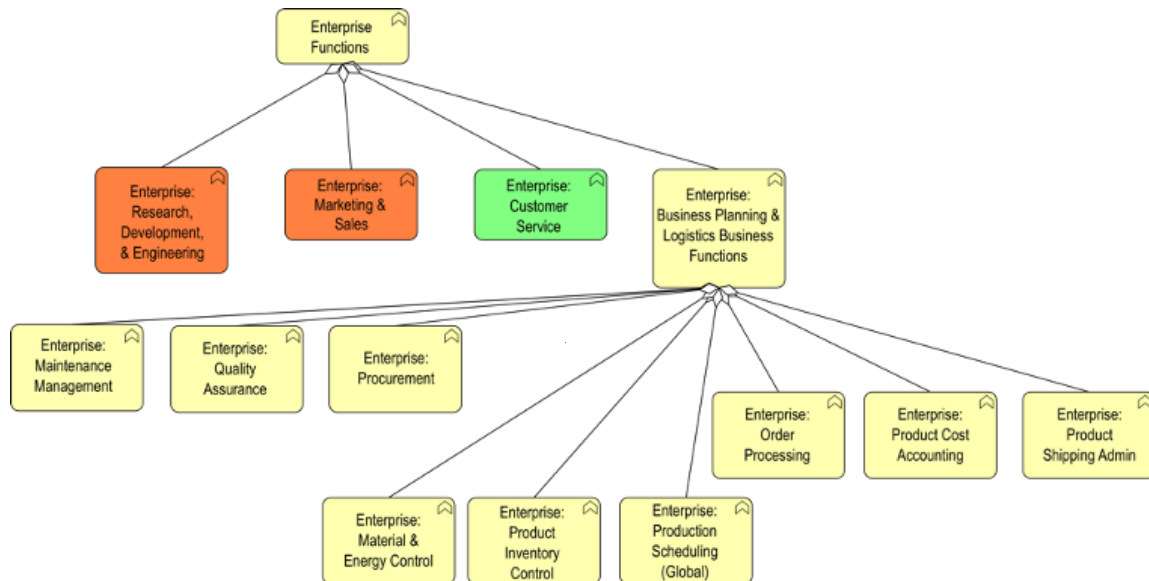 Enterprise
Functions
Enterprise:
Research,
Development,
& Engineering
Enterprise:
Marketing &
Sales
Enterprise:
Customer
Service
Enterprise:
Business Planning &
Logistics Business
Functions
Enterprise:
Maintenance
Management
Enterprise:
Quality
Assurance
Enterprise:
Procurement
Enterprise:
Order
Processing
Enterprise:
Product Cost
Accounting
Enterprise:
Product
Shipping Admin
Enterprise:
Material &
Energy Control
Enterprise:
Product
Inventory
Control
Enterprise:
Production
Scheduling
(Global)